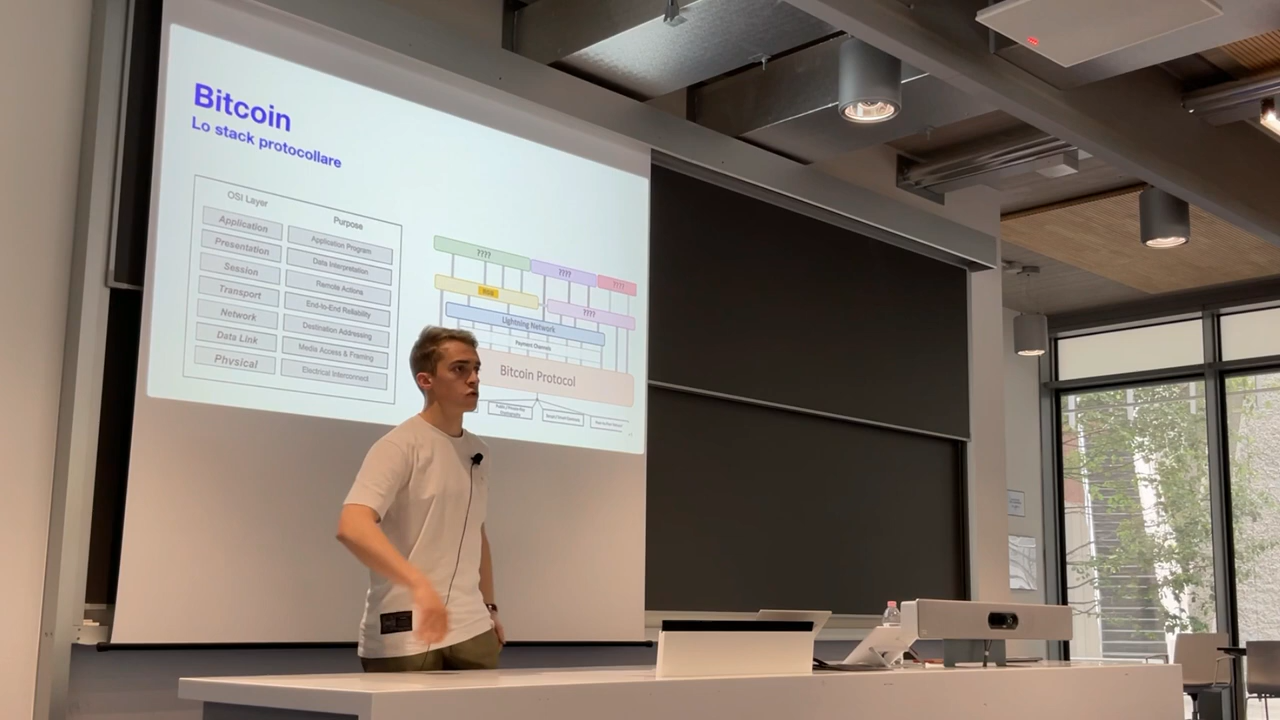 Bitcoin
Lo stack protocollare
OSI Layer
Purpose
Application
Application Program
Presentation
Data Interpretation
Session
Remote Actions
Transport
End-to-End Reliability
Network
Destination Addressing
Data Link
Media Access & Framing
Physical
Electrical Interconnect
????
????
????
????
Lightning Network
Payment Channels
Bitcoin Protocol